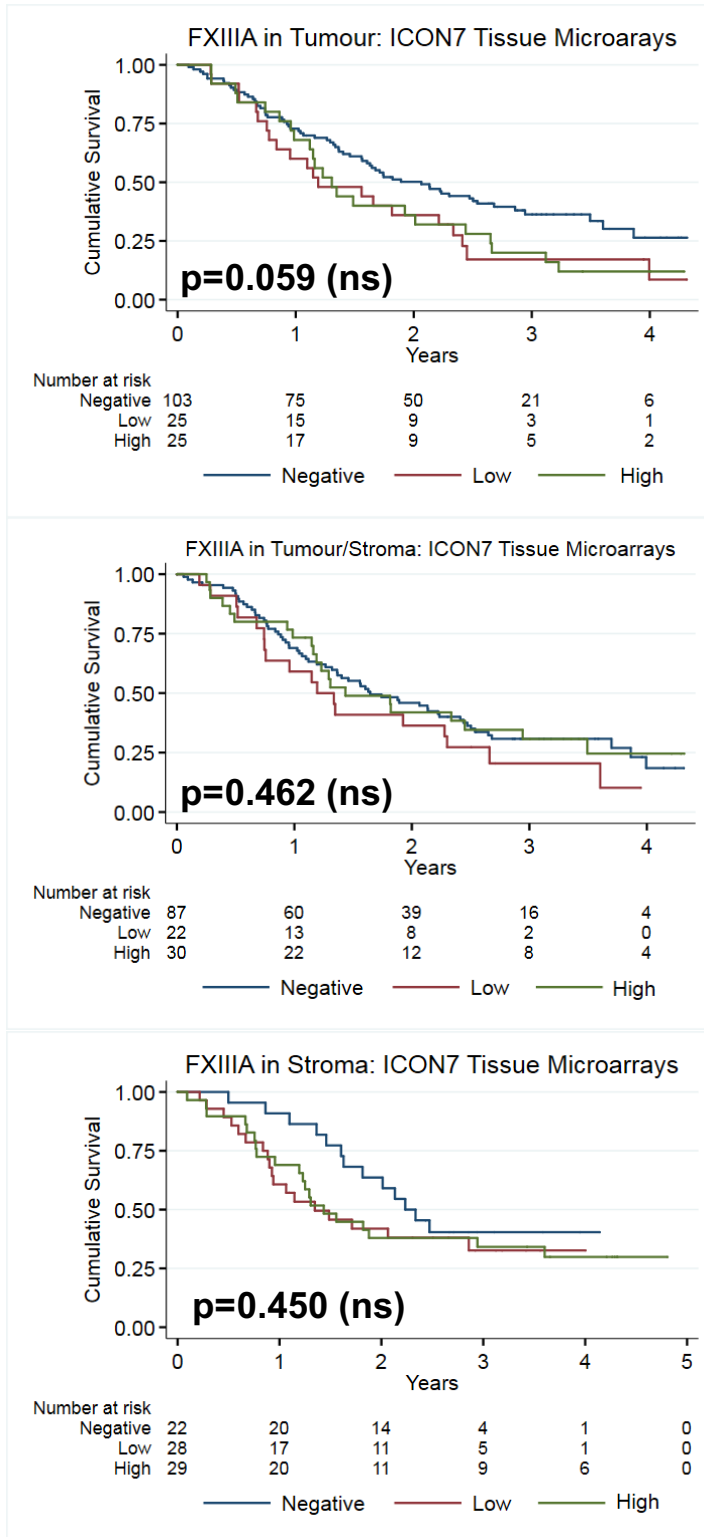 FXIIIA in Tumour: ICON7 Tissue Microarays
Cumulative Survival
1.00
0.75
0.50
0.25
0.00
p=0.059 (ns)
0 1 2 3 4
Years
Number at risk
Negative 103 75 50 21 6
Low 25 15 9 3 1
High 25 17 9 5 2
Negative Low High
FXIIIA in Tumour/Stroma: ICON7 Tissue Microarrays
Cumulative Survival
1.00
0.75
0.50
0.25
0.00
p=0.462 (ns)
0 1 2 3 4
Years
Number at risk
Negative 87 60 39 16 4
Low 22 13 8 2 0
High 30 22 12 8 4
Negative Low High
FXIIIA in Stroma: ICON7 Tissue Microarrays
Cumulative Survival
1.00
0.75
0.50
0.25
0.00
p=0.450 (ns)
0 1 2 3 4 5
Years
Number at risk
Negative 22 20 14 4 1 0
Low 28 17 11 5 1 0
High 29 20 11 9 6 0
Negative Low High